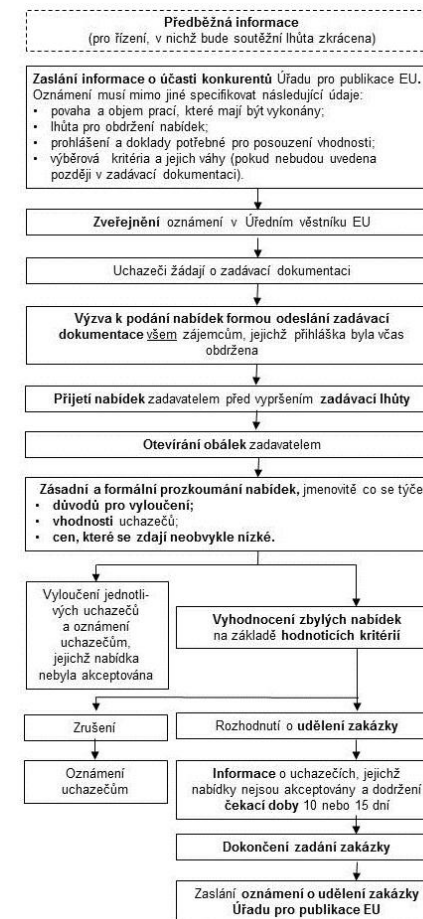 Předběžná informace
(pro řízení, v nichž bude soutěžní lhůta zkrácena)
Zaslání informace o účasti konkurentů Úřadu pro publikace EU.
Oznámení musí mimo jiné specifikovat následující údaje:
• povaha a objem prací, které mají být vykonány;
• lhůta pro obdržení nabídek;
• prohlášení a doklady potřebné pro posouzení vhodnosti;
• výběrová kritéria a jejich váhy (pokud nebudou uvedena
později v zadávací dokumentaci).
Zveřejnění oznámení v Úředním věstníku EU
Uchazeči žádají o zadávací dokumentaci
Výzva k podání nabídek formou odeslání zadávací
dokumentace všem zájemcům, jejichž přihláška byla včas
obdržena
Přijetí nabídek zadavatelem před vypršením zadávací lhůty
Otevírání obálek zadavatelem
Zásadní a formální prozkoumání nabídek, jmenovitě co se týče
• důvodů pro vyloučení;
• vhodnosti uchazečů;
• cen, které se zdají neobvykle nízké.
Vyloučení jednotli-
vých uchazečů
a oznámení
uchazečům,
jejichž nabídka
nebyla akceptována
Vyhodnocení zbylých nabídek
na základě hodnoticích kritérií
Zrušení
Rozhodnutí o udělení zakázky
Oznámení
uchazečům
Informace o uchazečích, jejichž
nabídky nejsou akceptovány a dodržení
čekací doby 10 nebo 15 dní
Dokončení zadání zakázky
Zaslání oznámení o udělení zakázky
Úřadu pro publikace EU